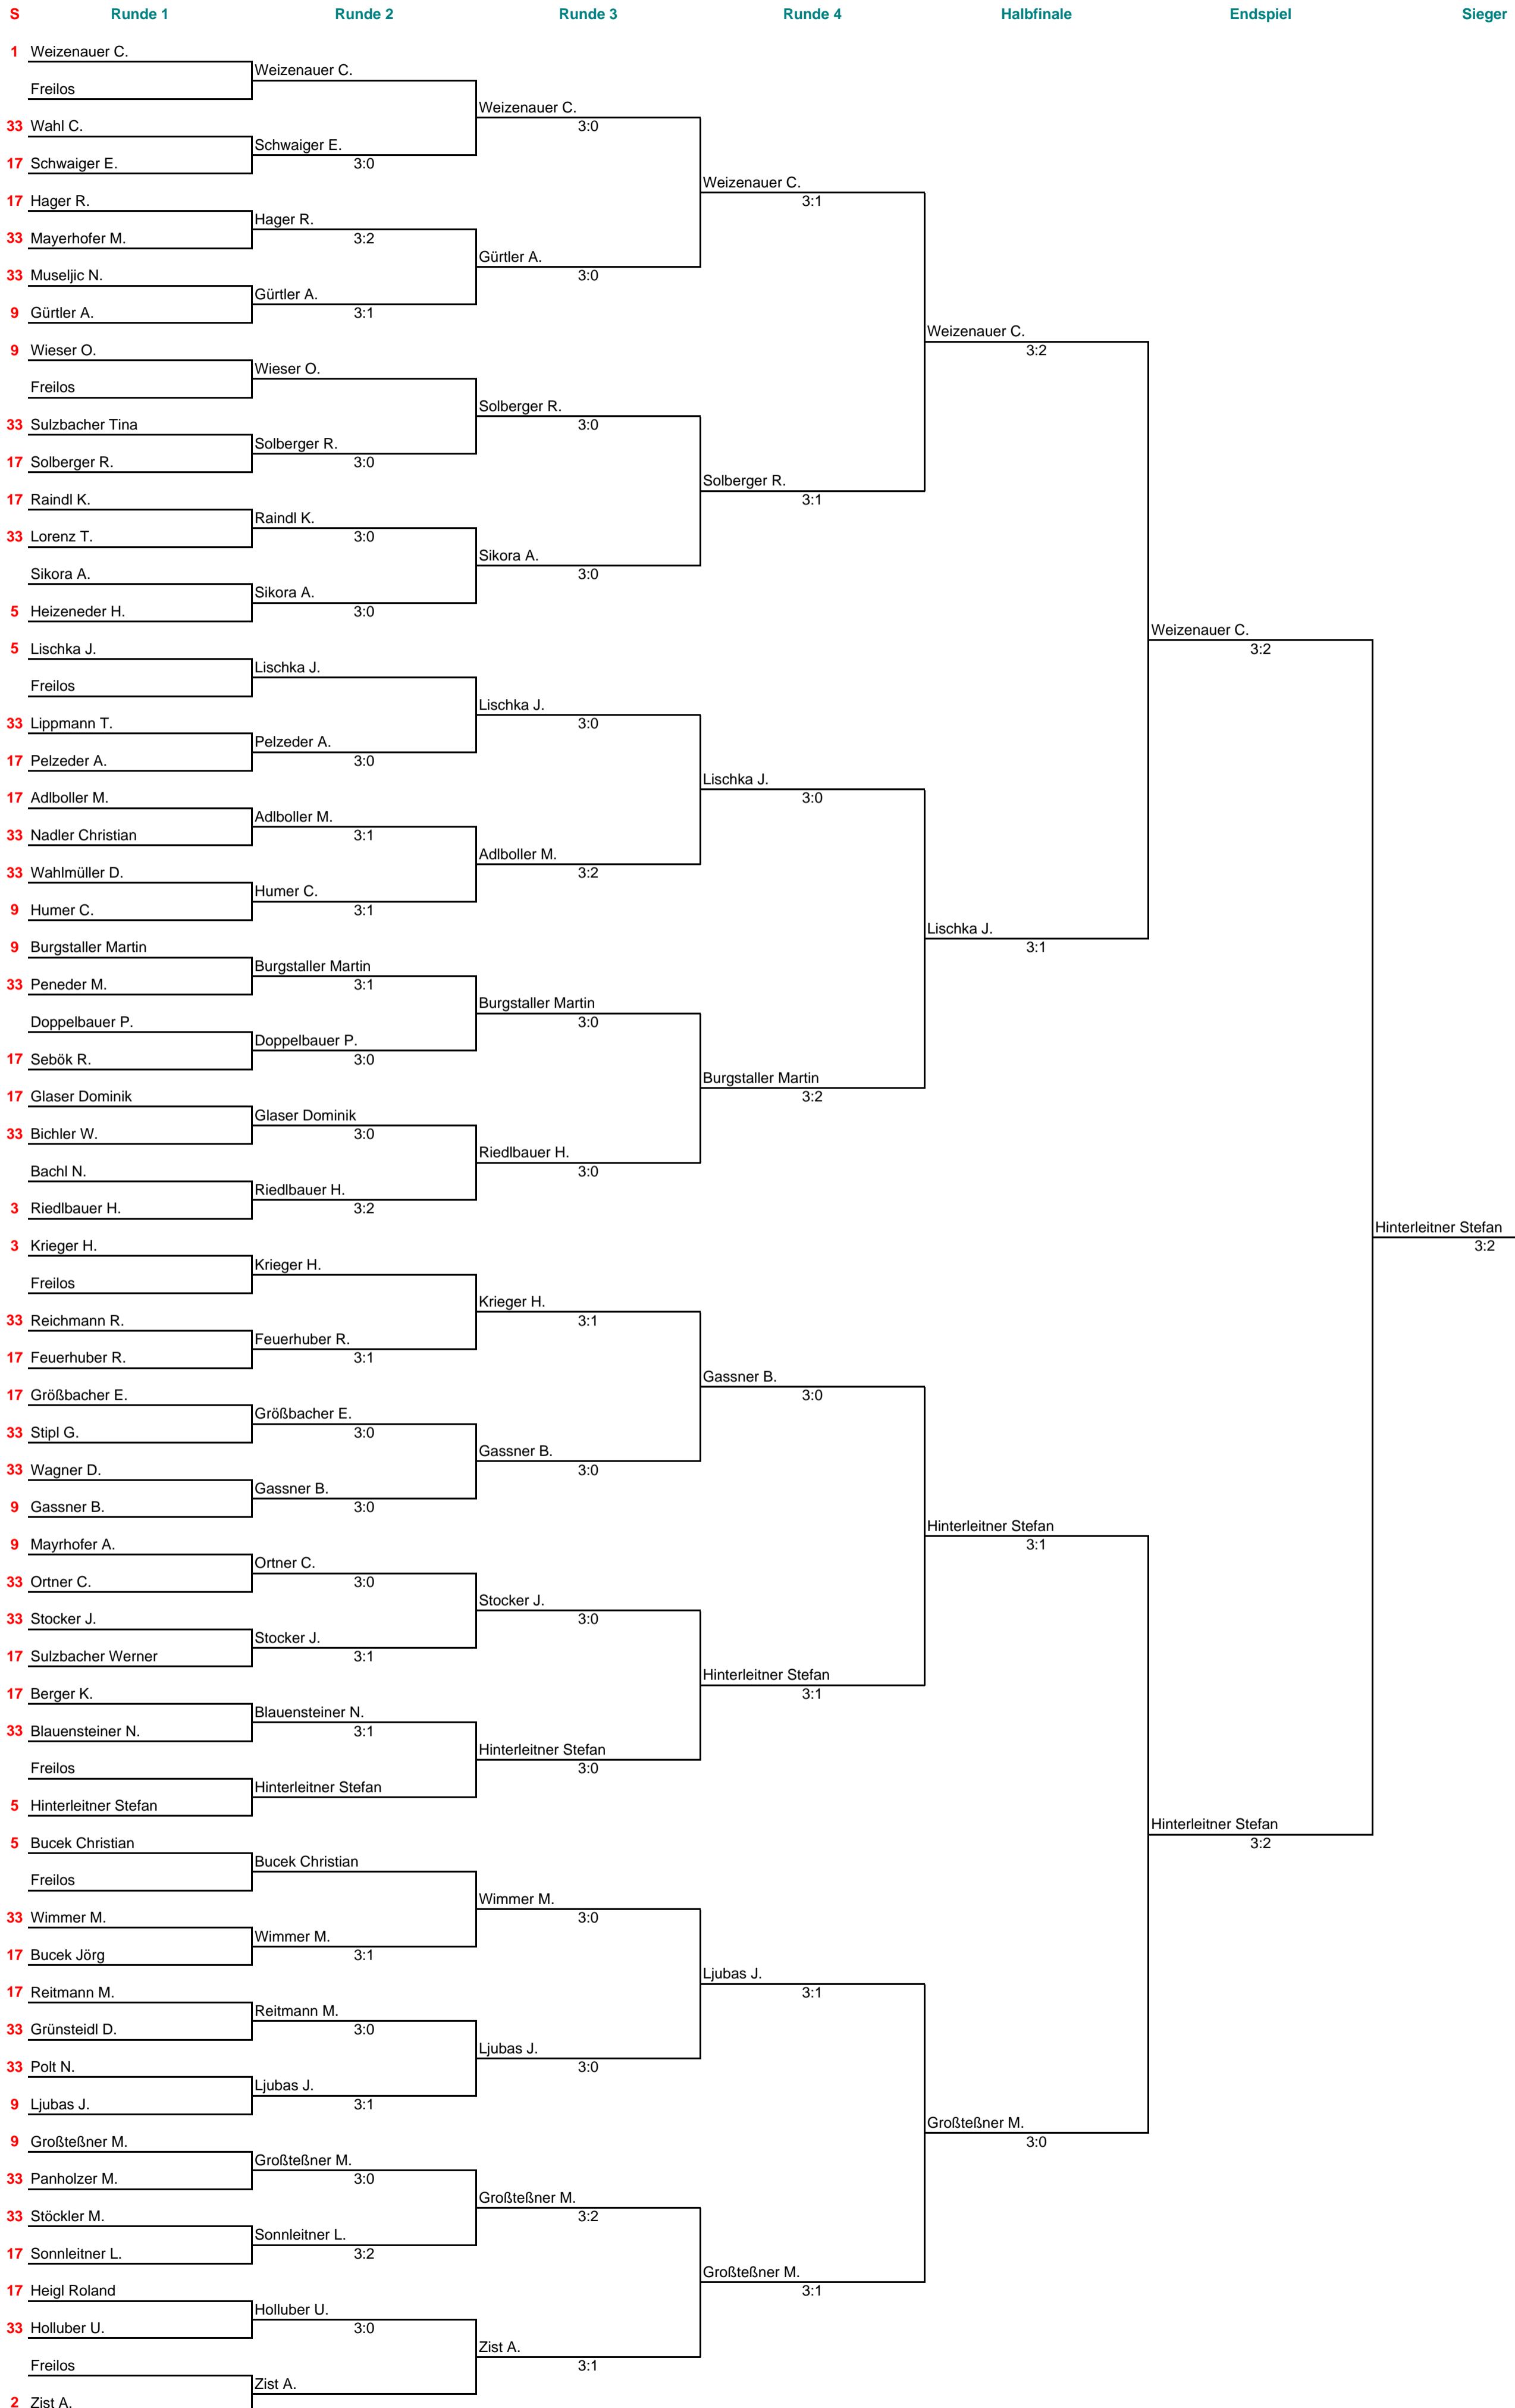 S Runde 1 Runde 2 Runde 3 Runde 4 Halbfinale Endspiel Sieger
1 Weizenauer C.
Weizenauer C.
Freilos
Weizenauer C.
33 Wahl C. 3:0
Schwaiger E.
17 Schwaiger E. 3:0
Weizenauer C.
17 Hager R. 3:1
Hager R.
33 Mayerhofer M. 3:2
Gürtler A.
33 Museljic N. 3:0
Gürtler A.
9 Gürtler A. 3:1
Weizenauer C.
9 Wieser O. 3:2
Wieser O.
Freilos
Solberger R.
33 Sulzbacher Tina 3:0
Solberger R.
17 Solberger R. 3:0
Solberger R.
17 Raindl K. 3:1
Raindl K.
33 Lorenz T. 3:0
Sikora A.
Sikora A. 3:0
Sikora A.
5 Heizeneder H. 3:0
Weizenauer C.
5 Lischka J. 3:2
Lischka J.
Freilos
Lischka J.
33 Lippmann T. 3:0
Pelzeder A.
17 Pelzeder A. 3:0
Lischka J.
17 Adlboller M. 3:0
Adlboller M.
33 Nadler Christian 3:1
Adlboller M.
33 Wahlmüller D. 3:2
Humer C.
9 Humer C. 3:1
Lischka J.
9 Burgstaller Martin 3:1
Burgstaller Martin
33 Peneder M. 3:1
Burgstaller Martin
Doppelbauer P. 3:0
Doppelbauer P.
17 Sebök R. 3:0
Burgstaller Martin
17 Glaser Dominik 3:2
Glaser Dominik
33 Bichler W. 3:0
Riedlbauer H.
Bachl N. 3:0
Riedlbauer H.
3 Riedlbauer H. 3:2
Hinterleitner Stefan
3 Krieger H. 3:2
Krieger H.
Freilos
Krieger H.
33 Reichmann R. 3:1
Feuerhuber R.
17 Feuerhuber R. 3:1
Gassner B.
17 Größbacher E. 3:0
Größbacher E.
33 Stipl G. 3:0
Gassner B.
33 Wagner D. 3:0
Gassner B.
9 Gassner B. 3:0
Hinterleitner Stefan
9 Mayrhofer A. 3:1
Ortner C.
33 Ortner C. 3:0
Stocker J.
33 Stocker J. 3:0
Stocker J.
17 Sulzbacher Werner 3:1
Hinterleitner Stefan
17 Berger K. 3:1
Blauensteiner N.
33 Blauensteiner N. 3:1
Hinterleitner Stefan
Freilos 3:0
Hinterleitner Stefan
5 Hinterleitner Stefan
Hinterleitner Stefan
5 Bucek Christian 3:2
Bucek Christian
Freilos
Wimmer M.
33 Wimmer M. 3:0
Wimmer M.
17 Bucek Jörg 3:1
Ljubas J.
17 Reitmann M. 3:1
Reitmann M.
33 Grünsteidl D. 3:0
Ljubas J.
33 Polt N. 3:0
Ljubas J.
9 Ljubas J. 3:1
Großteßner M.
9 Großteßner M. 3:0
Großteßner M.
33 Panholzer M. 3:0
Großteßner M.
33 Stöckler M. 3:2
Sonnleitner L.
17 Sonnleitner L. 3:2
Großteßner M.
17 Heigl Roland 3:1
Holluber U.
33 Holluber U. 3:0
Zist A.
Freilos 3:1
Zist A.
2 Zist A.